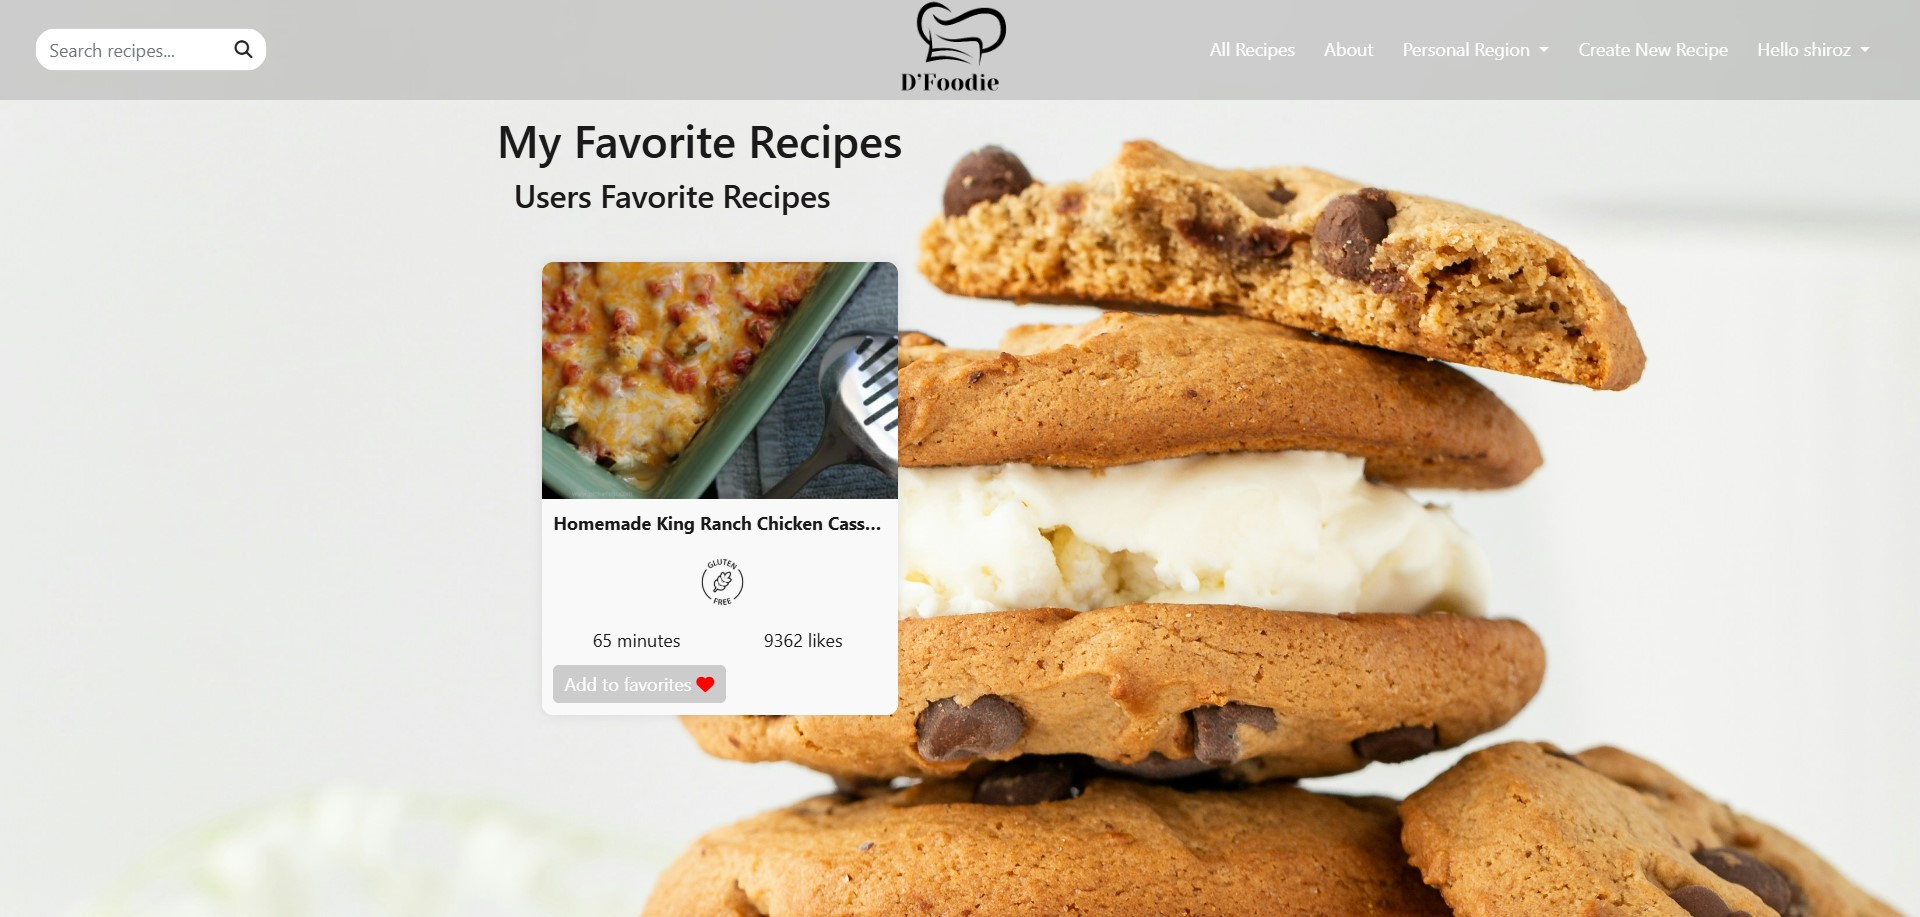 Search recipes...
D'Foodie
All Recipes
About
Personal Region
Create New Recipe
Hello shiroz
My Favorite Recipes
Users Favorite Recipes
Homemade King Ranch Chicken Cass...
GLUTEN
FREE
65 minutes
9362 likes
Add to favorites